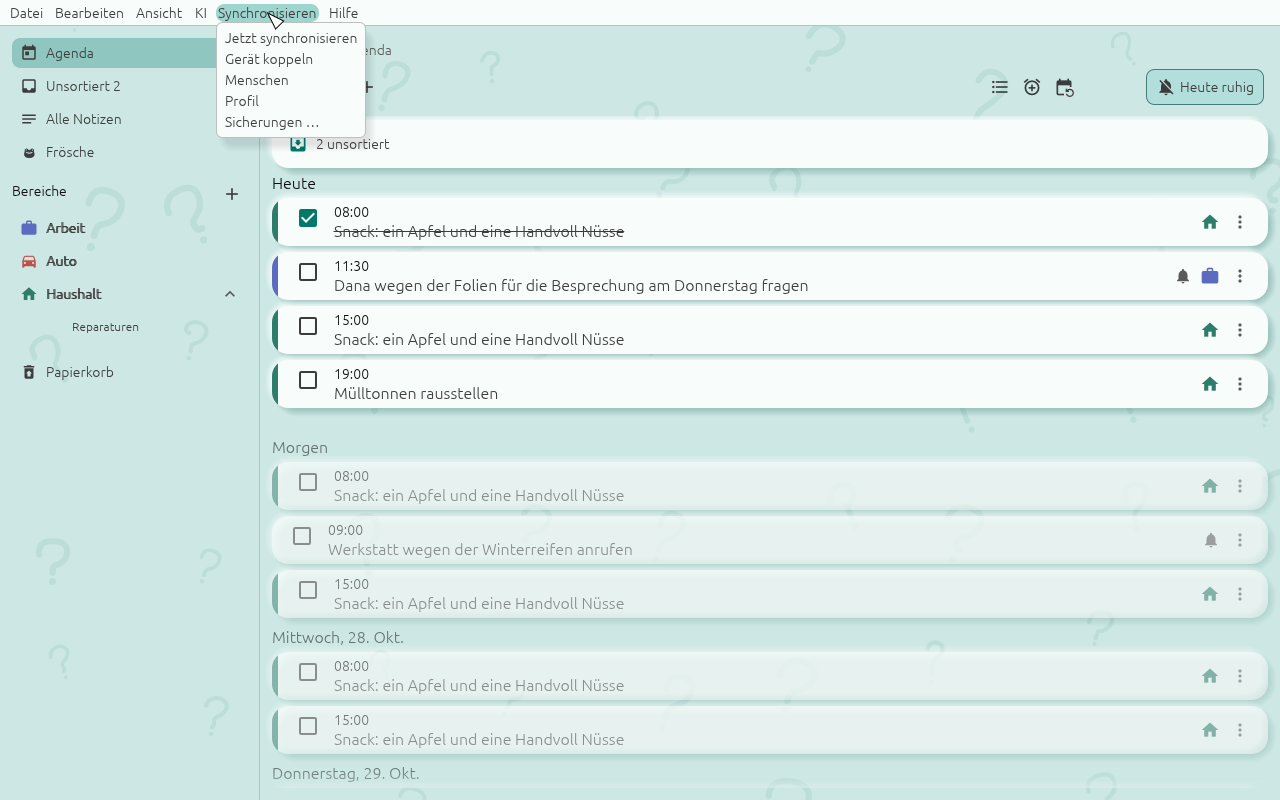 Datei Bearbeiten Ansicht KI Synchronisieren Hilfe
Jetzt synchronisieren
Gerät koppeln
Menschen
Profil
Sicherungen …
Agenda
Unsortiert 2
Alle Notizen
Frösche
Bereiche
Arbeit
Auto
Haushalt
Reparaturen
Papierkorb
Heute ruhig
2 unsortiert
Heute
08:00
Snack: ein Apfel und eine Handvoll Nüsse
11:30
Dana wegen der Folien für die Besprechung am Donnerstag fragen
15:00
Snack: ein Apfel und eine Handvoll Nüsse
19:00
Mülltonnen rausstellen
Morgen
08:00
Snack: ein Apfel und eine Handvoll Nüsse
09:00
Werkstatt wegen der Winterreifen anrufen
15:00
Snack: ein Apfel und eine Handvoll Nüsse
Mittwoch, 28. Okt.
08:00
Snack: ein Apfel und eine Handvoll Nüsse
15:00
Snack: ein Apfel und eine Handvoll Nüsse
Donnerstag, 29. Okt.